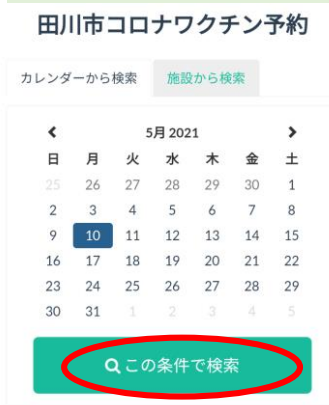 田川市コロナワクチン予約
カレンダーから検索 施設から検索
5月 2021
日 月 火 水 木 金 土
25 26 27 28 29 30 1
2 3 4 5 6 7 8
9 10 11 12 13 14 15
16 17 18 19 20 21 22
23 24 25 26 27 28 29
30 31 1 2 3 4 5
この条件で検索